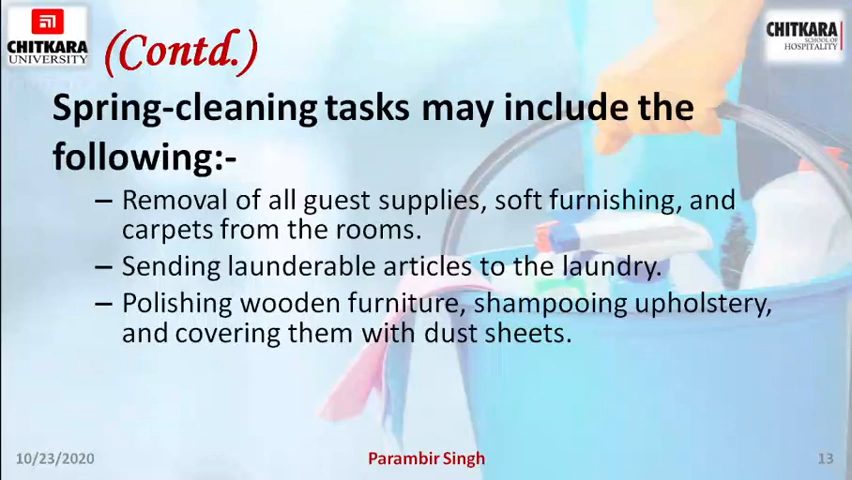 CHITKARA
UNIVERSITY
(Contd.)
CHITKARA
SCHOOL OF
HOSPITALITY
Spring-cleaning tasks may include the
following:-
– Removal of all guest supplies, soft furnishing, and
carpets from the rooms.
– Sending launderable articles to the laundry.
– Polishing wooden furniture, shampooing upholstery,
and covering them with dust sheets.
10/23/2020
Parambir Singh
13